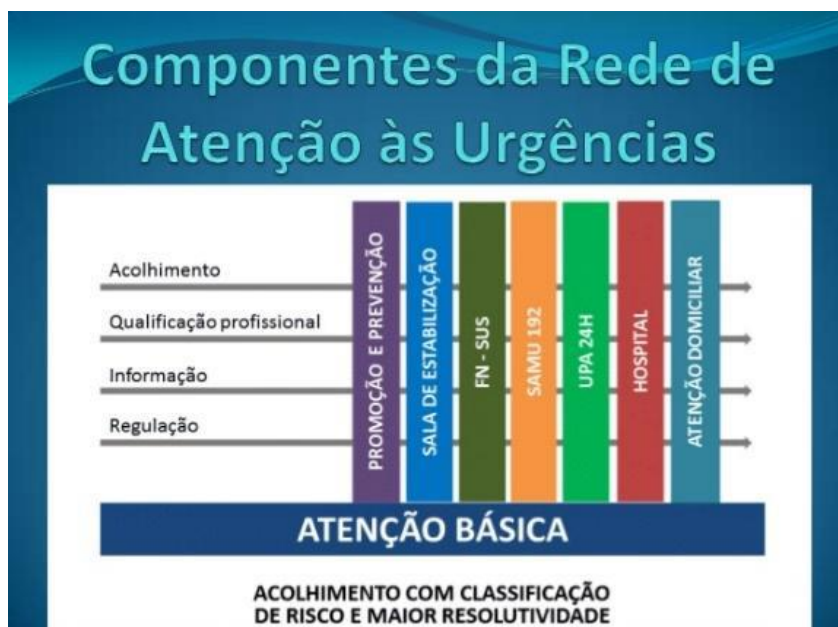 Componentes da Rede de
Atenção às Urgências
Acolhimento
Qualificação profissional
Informação
Regulação
PROMOÇÃO E PREVENÇÃO
SALA DE ESTABILIZAÇÃO
FN - SUS
SAMU 192
UPA 24H
HOSPITAL
ATENÇÃO DOMICILIAR
ATENÇÃO BÁSICA
ACOLHIMENTO COM CLASSIFICAÇÃO
DE RISCO E MAIOR RESOLUTIVIDADE